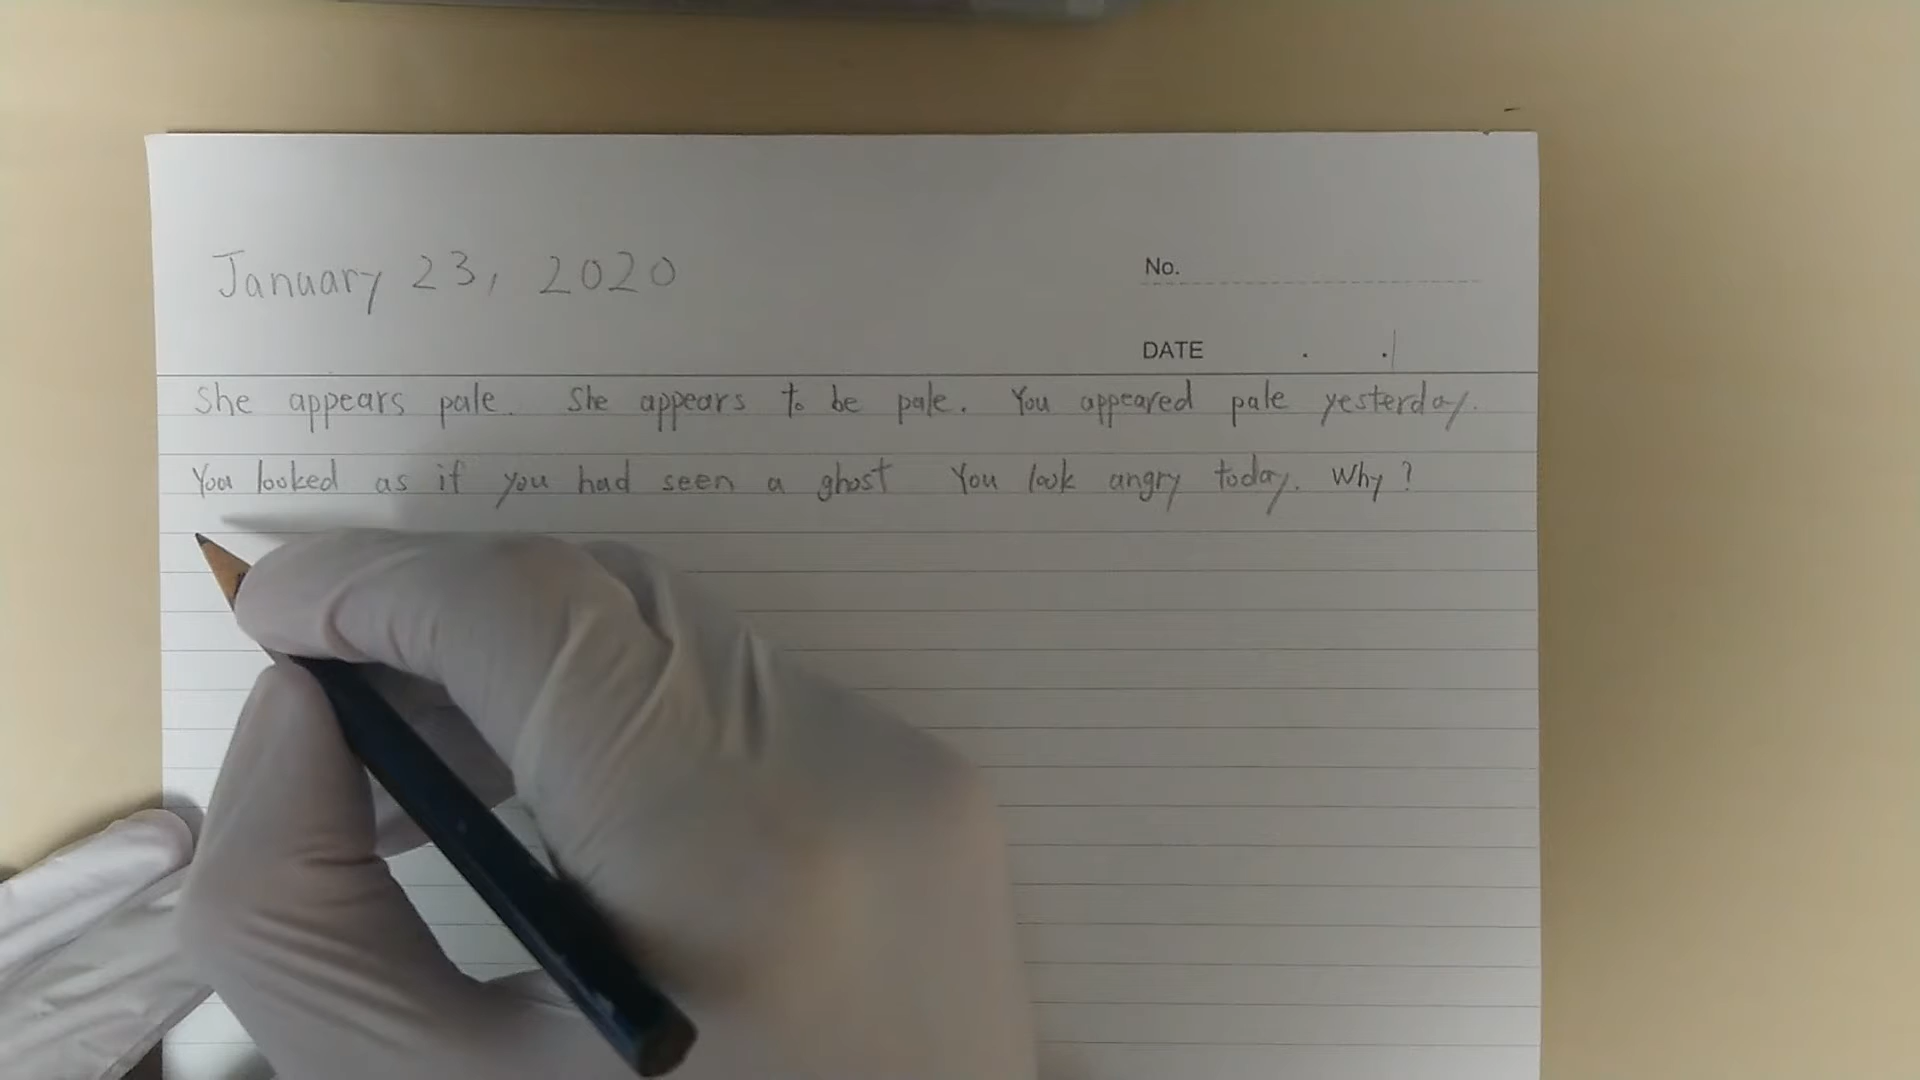 January 23, 2020
No.
DATE . .
She appears pale. She appears to be pale. You appeared pale yesterday.
You looked as if you had seen a ghost You look angry today. Why?